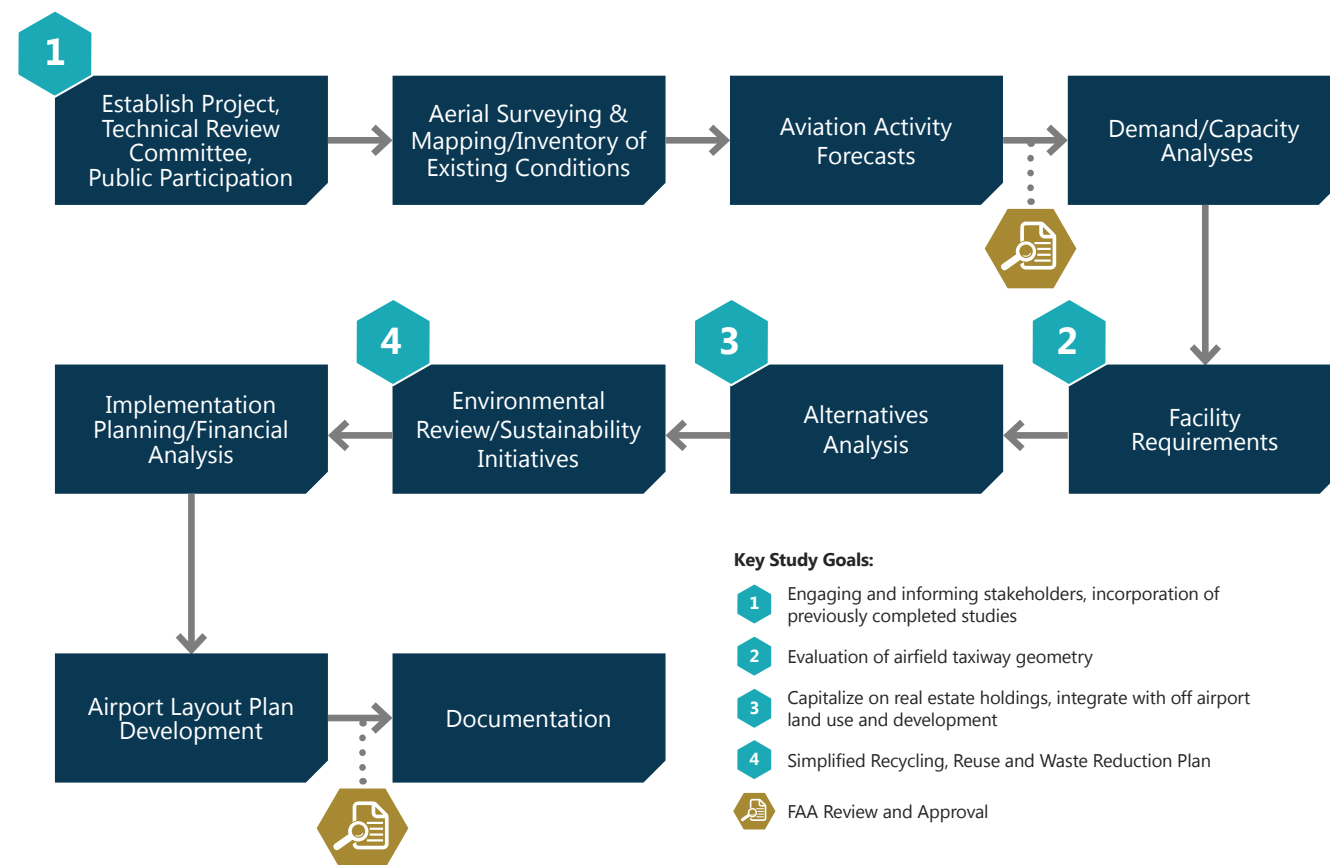 1
Establish Project,
Technical Review
Committee,
Public Participation
Aerial Surveying &
Mapping/Inventory of
Existing Conditions
Aviation Activity
Forecasts
Demand/Capacity
Analyses
4
Implementation
Planning/Financial
Analysis
Environmental
Review/Sustainability
Initiatives
3
Alternatives
Analysis
2
Facility
Requirements
Airport Layout Plan
Development
Documentation
Key Study Goals:
1 Engaging and informing stakeholders, incorporation of
previously completed studies
2 Evaluation of airfield taxiway geometry
3 Capitalize on real estate holdings, integrate with off airport
land use and development
4 Simplified Recycling, Reuse and Waste Reduction Plan
FAA Review and Approval